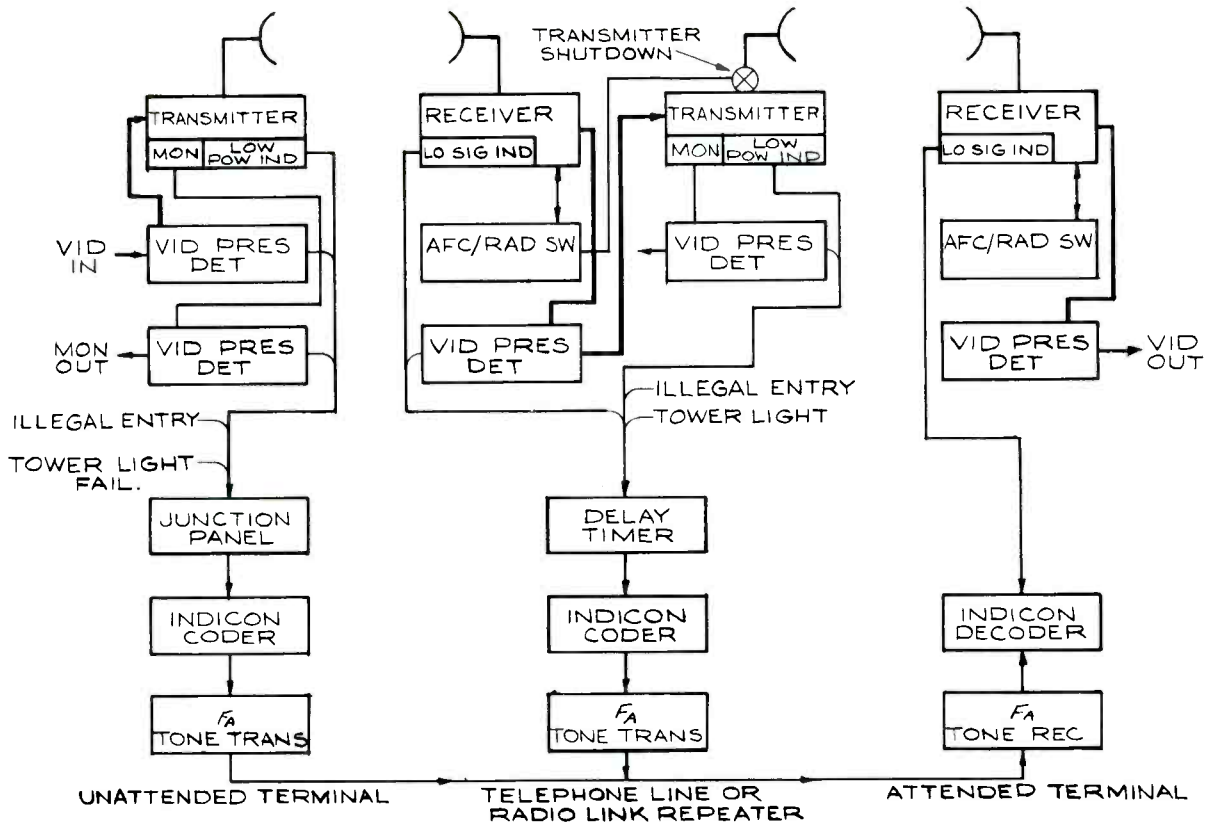 TRANSMITTER
SHUTDOWN
TRANSMITTER
MON
LOW
POW IND
RECEIVER
LO SIG IND
TRANSMITTER
MON
LOW
POW IND
RECEIVER
LO SIG IND
VID
IN
VID PRES
DET
AFC/RAD SW
VID PRES
DET
AFC/RAD SW
MON
OUT
VID PRES
DET
VID PRES
DET
VID PRES
DET
VID
OUT
ILLEGAL ENTRY
TOWER LIGHT
FAIL.
ILLEGAL ENTRY
TOWER LIGHT
JUNCTION
PANEL
DELAY
TIMER
INDICON
CODER
INDICON
CODER
INDICON
DECODER
FA
TONE TRANS
FA
TONE TRANS
FA
TONE REC
UNATTENDED TERMINAL
TELEPHONE LINE OR
RADIO LINK REPEATER
ATTENDED TERMINAL